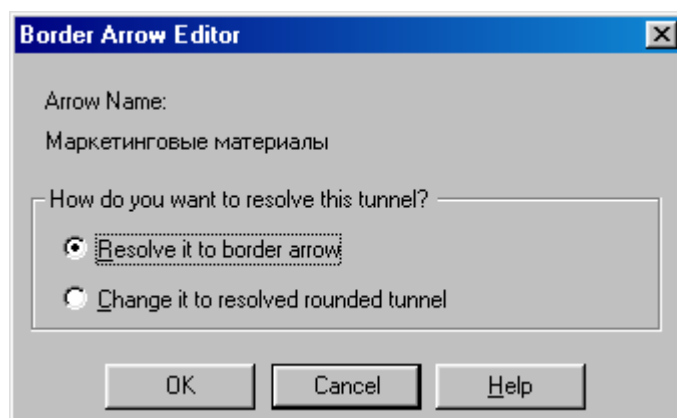 Border Arrow Editor
Arrow Name:
Маркетинговые материалы
How do you want to resolve this tunnel?
Resolve it to border arrow
Change it to resolved rounded tunnel
OK Cancel Help